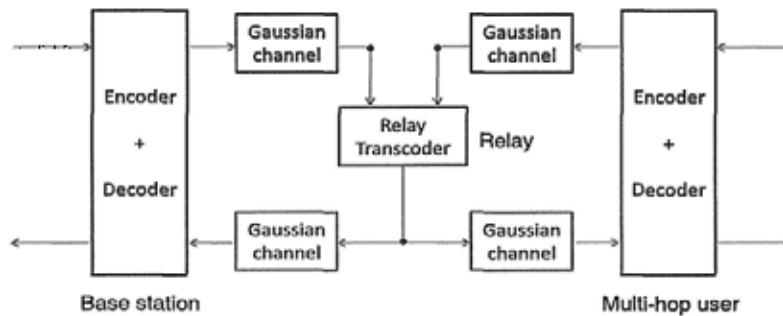 Gaussian
channel
Gaussian
channel
Encoder
+
Decoder
Relay
Transcoder
Relay
Encoder
+
Decoder
Gaussian
channel
Gaussian
channel
Base station
Multi-hop user